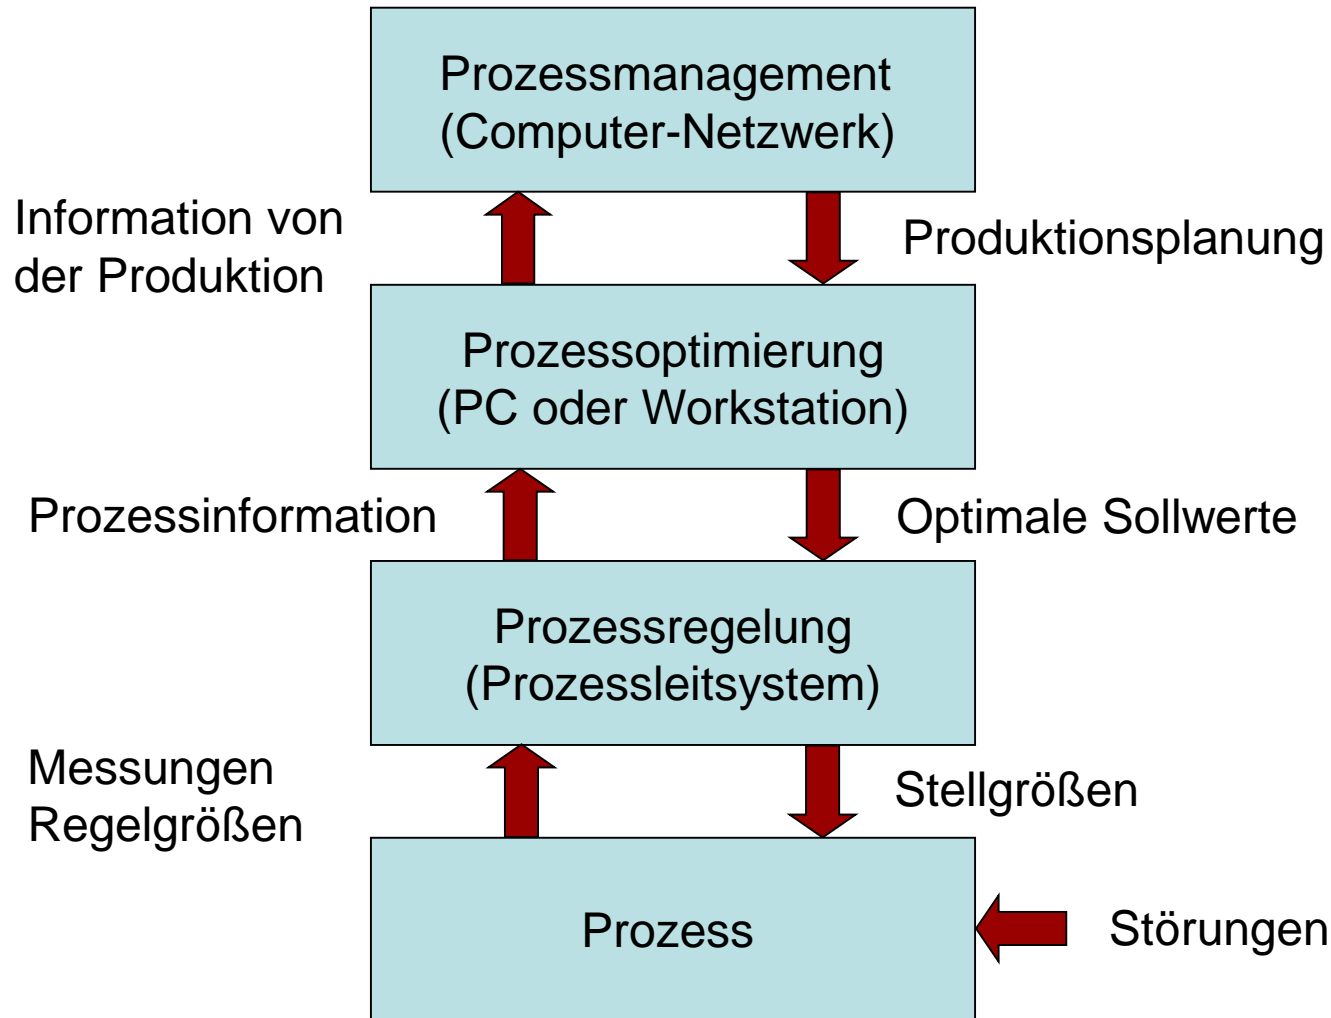 Prozessmanagement
(Computer-Netzwerk)
Information von
der Produktion
Produktionsplanung
Prozessoptimierung
(PC oder Workstation)
Prozessinformation
Optimale Sollwerte
Prozessregelung
(Prozessleitsystem)
Messungen
Regelgrößen
Stellgrößen
Prozess
Störungen